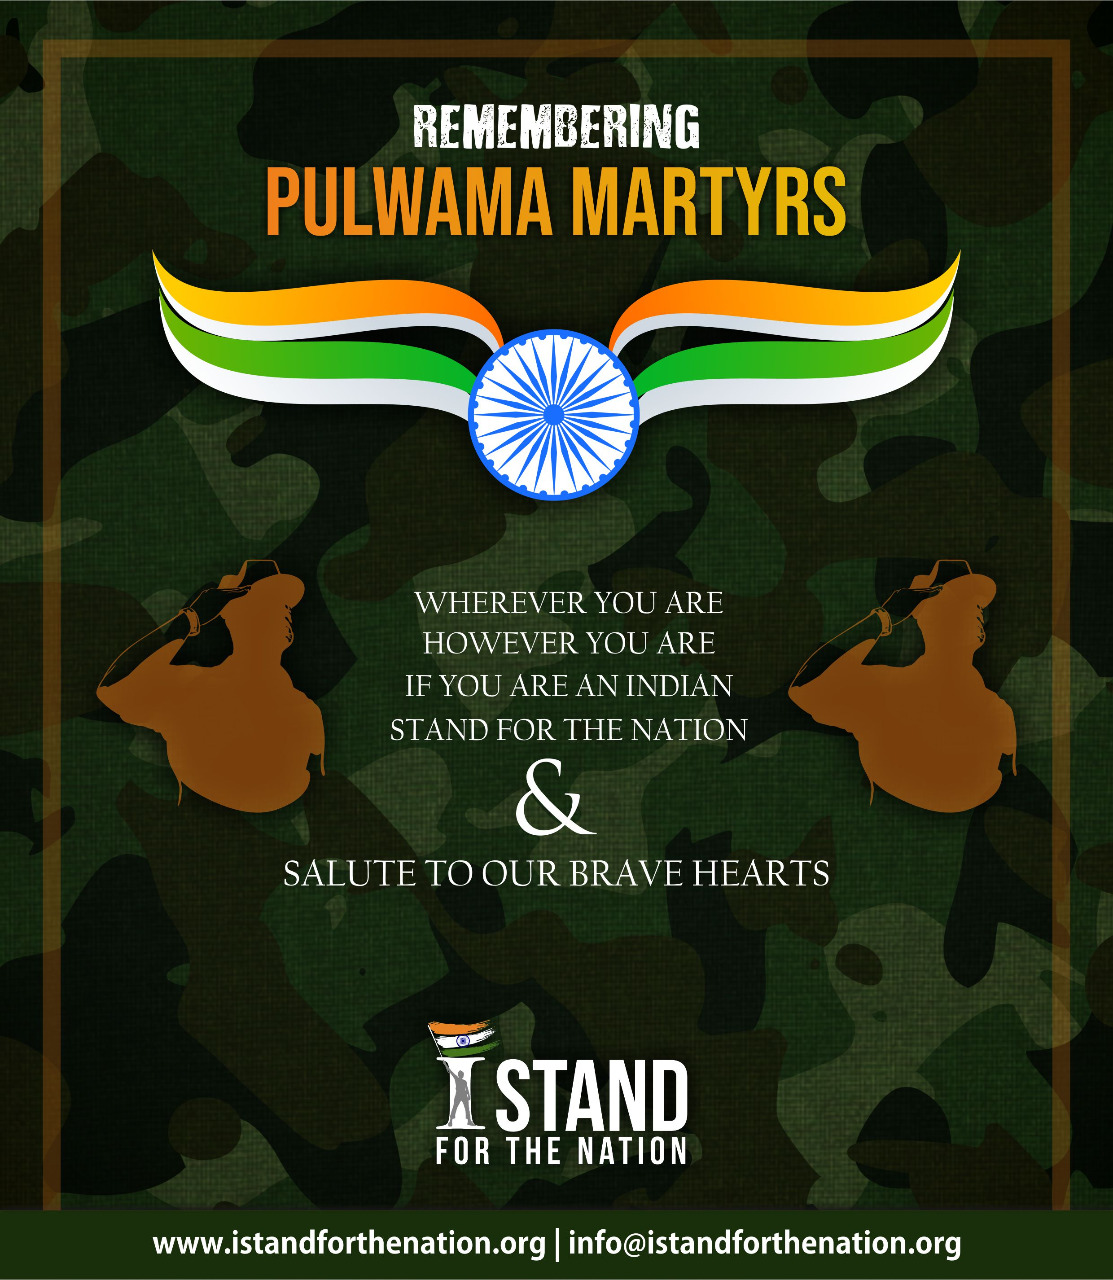 REMEMBERING
PULWAMA MARTYRS
WHEREVER YOU ARE
HOWEVER YOU ARE
IF YOU ARE AN INDIAN
STAND FOR THE NATION
&
SALUTE TO OUR BRAVE HEARTS
I STAND
FOR THE NATION
www.istandforthenation.org | info@istandforthenation.org